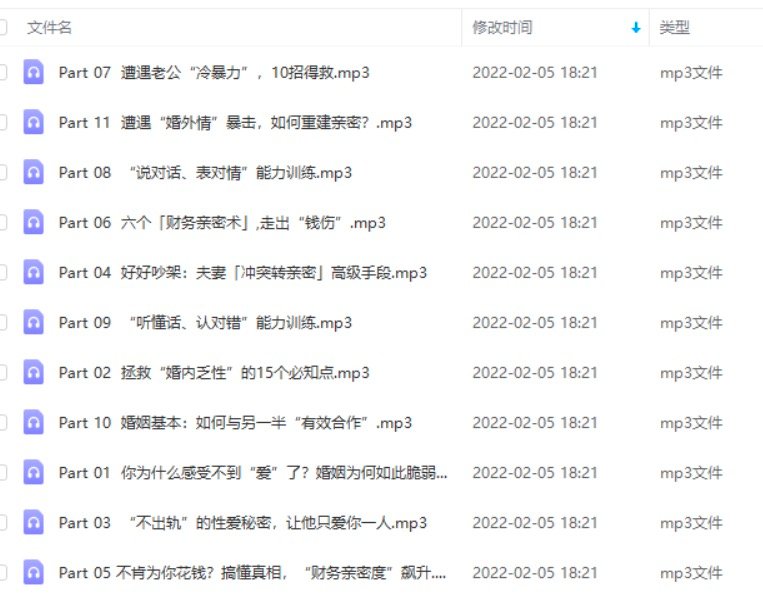 文件名 修改时间 类型
Part 07 遭遇老公“冷暴力”，10招得救.mp3 2022-02-05 18:21 mp3文件
Part 11 遭遇“婚外情”暴击，如何重建亲密？.mp3 2022-02-05 18:21 mp3文件
Part 08 “说对话、表对情”能力训练.mp3 2022-02-05 18:21 mp3文件
Part 06 六个「财务亲密术」,走出“钱伤”.mp3 2022-02-05 18:21 mp3文件
Part 04 好好吵架：夫妻「冲突转亲密」高级手段.mp3 2022-02-05 18:21 mp3文件
Part 09 “听懂话、认对错”能力训练.mp3 2022-02-05 18:21 mp3文件
Part 02 拯救“婚内乏性”的15个必知点.mp3 2022-02-05 18:21 mp3文件
Part 10 婚姻基本：如何与另一半“有效合作”.mp3 2022-02-05 18:21 mp3文件
Part 01 你为什么感受不到“爱”了？婚姻为何如此脆弱... 2022-02-05 18:21 mp3文件
Part 03 “不出轨”的性爱秘密，让他只爱你一人.mp3 2022-02-05 18:21 mp3文件
Part 05 不肯为你花钱？搞懂真相，“财务亲密度”飙升.... 2022-02-05 18:21 mp3文件